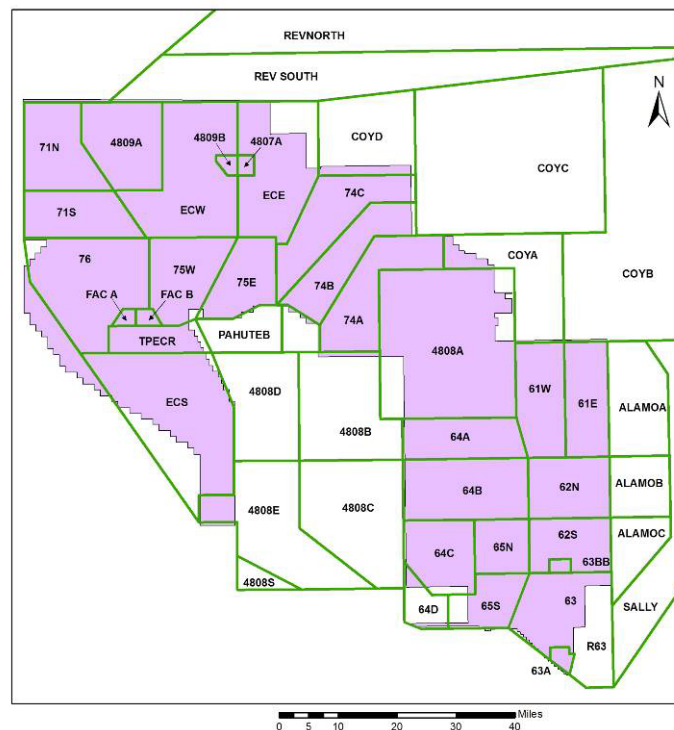 REVNORTH
REV SOUTH
N
71N
4809A
4809B
4807A
COYD
COYC
71S
ECW
ECE
74C
76
75W
75E
74B
COYA
COYB
FAC A
FAC B
74A
TPECR
PAHUTEB
4808A
4808D
61W
61E
ECS
ALAMOA
4808B
64A
64B
62N
ALAMOB
4808E
4808C
62S
ALAMOC
64C
65N
63BB
4808S
64D
65S
63
SALLY
R63
63A
Miles
0 5 10 20 30 40